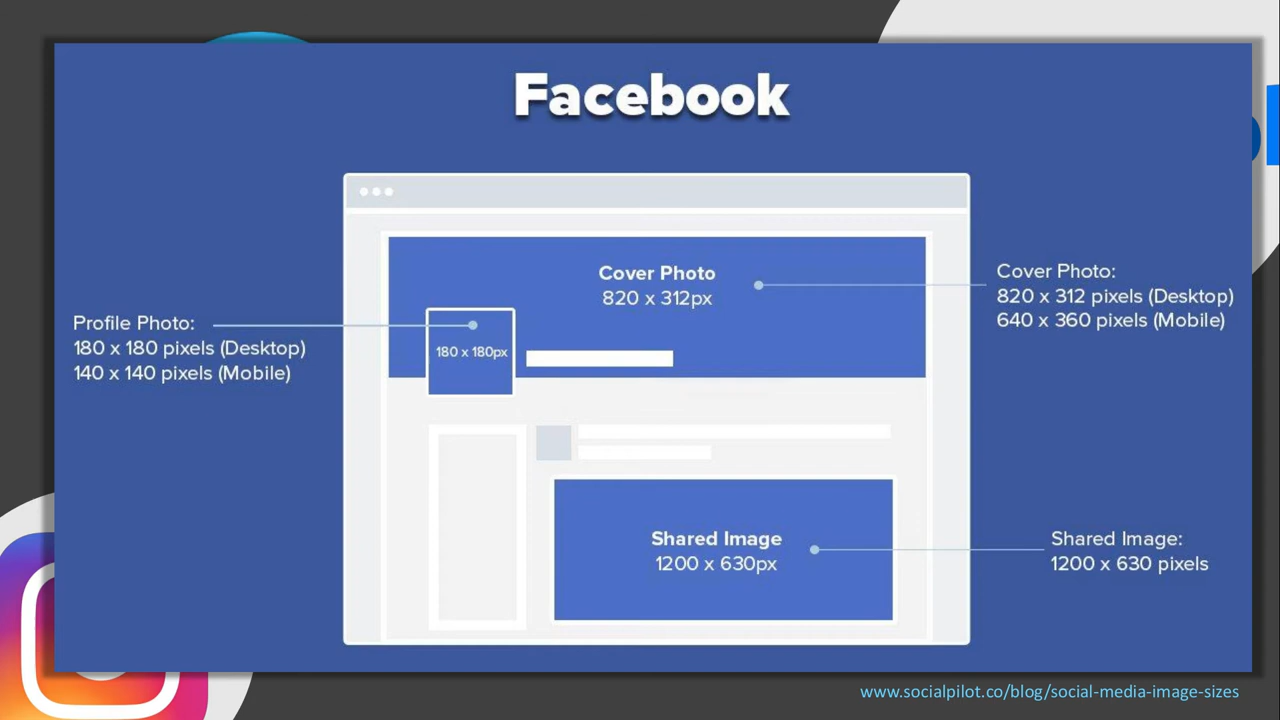 Facebook
Cover Photo
820 x 312px
Cover Photo:
820 x 312 pixels (Desktop)
640 x 360 pixels (Mobile)
Profile Photo:
180 x 180 pixels (Desktop)
140 x 140 pixels (Mobile)
180 x 180px
Shared Image
1200 x 630px
Shared Image:
1200 x 630 pixels
www.socialpilot.co/blog/social-media-image-sizes